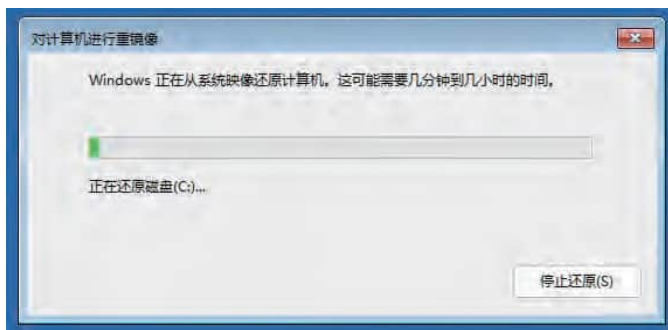 对计算机进行重镜像
Windows 正在从系统映像还原计算机。这可能需要几分钟到几小时的时间。
正在还原磁盘(C:)...
停止还原(S)